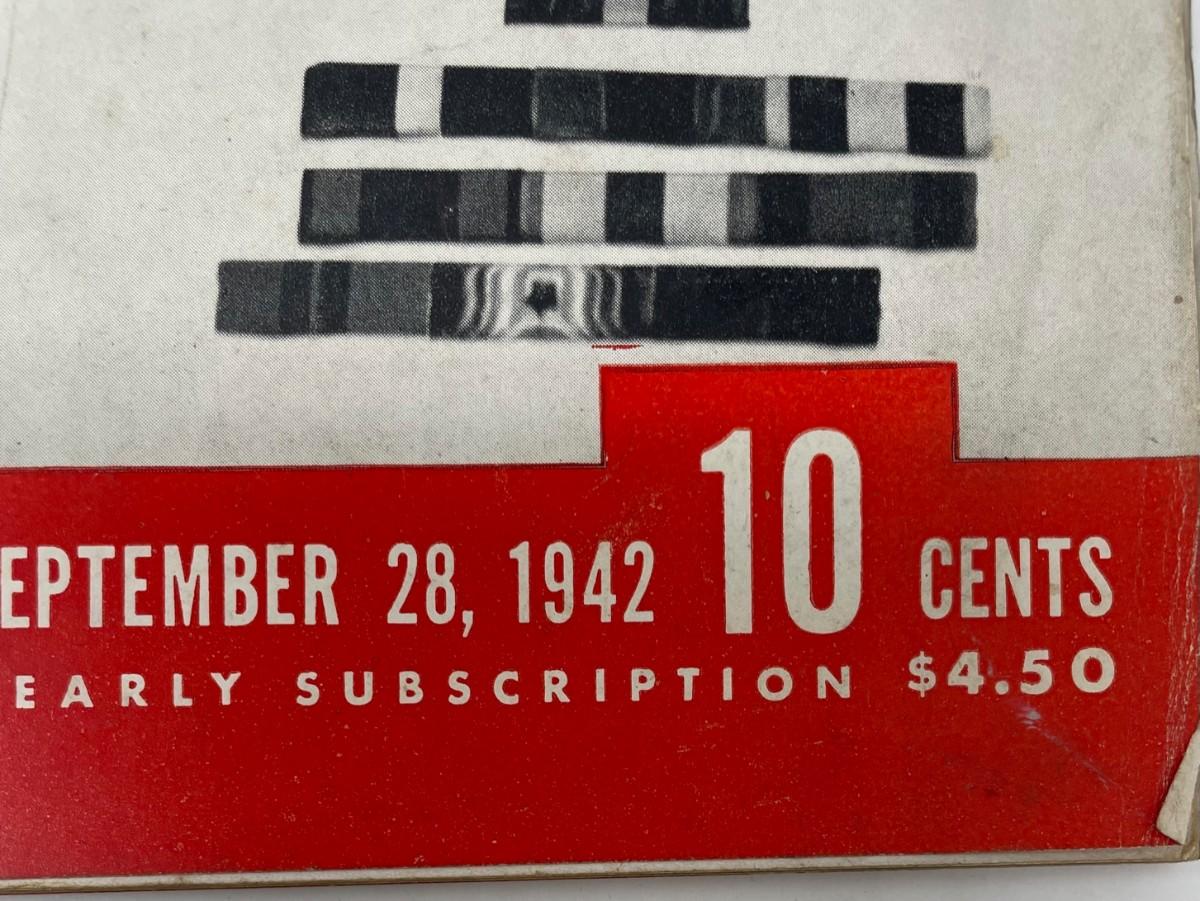 EPTEMBER 28, 1942 10 CENTS
EARLY SUBSCRIPTION $4.50